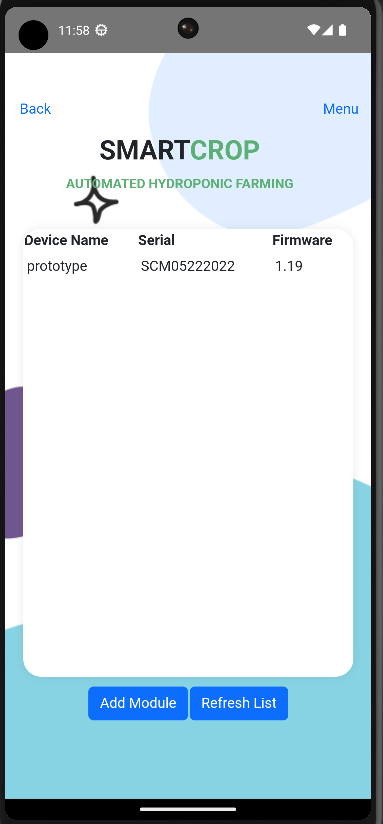 11:58
Back Menu
SMARTCROP
AUTOMATED HYDROPONIC FARMING
Device Name Serial Firmware
prototype SCM05222022 1.19
Add Module Refresh List